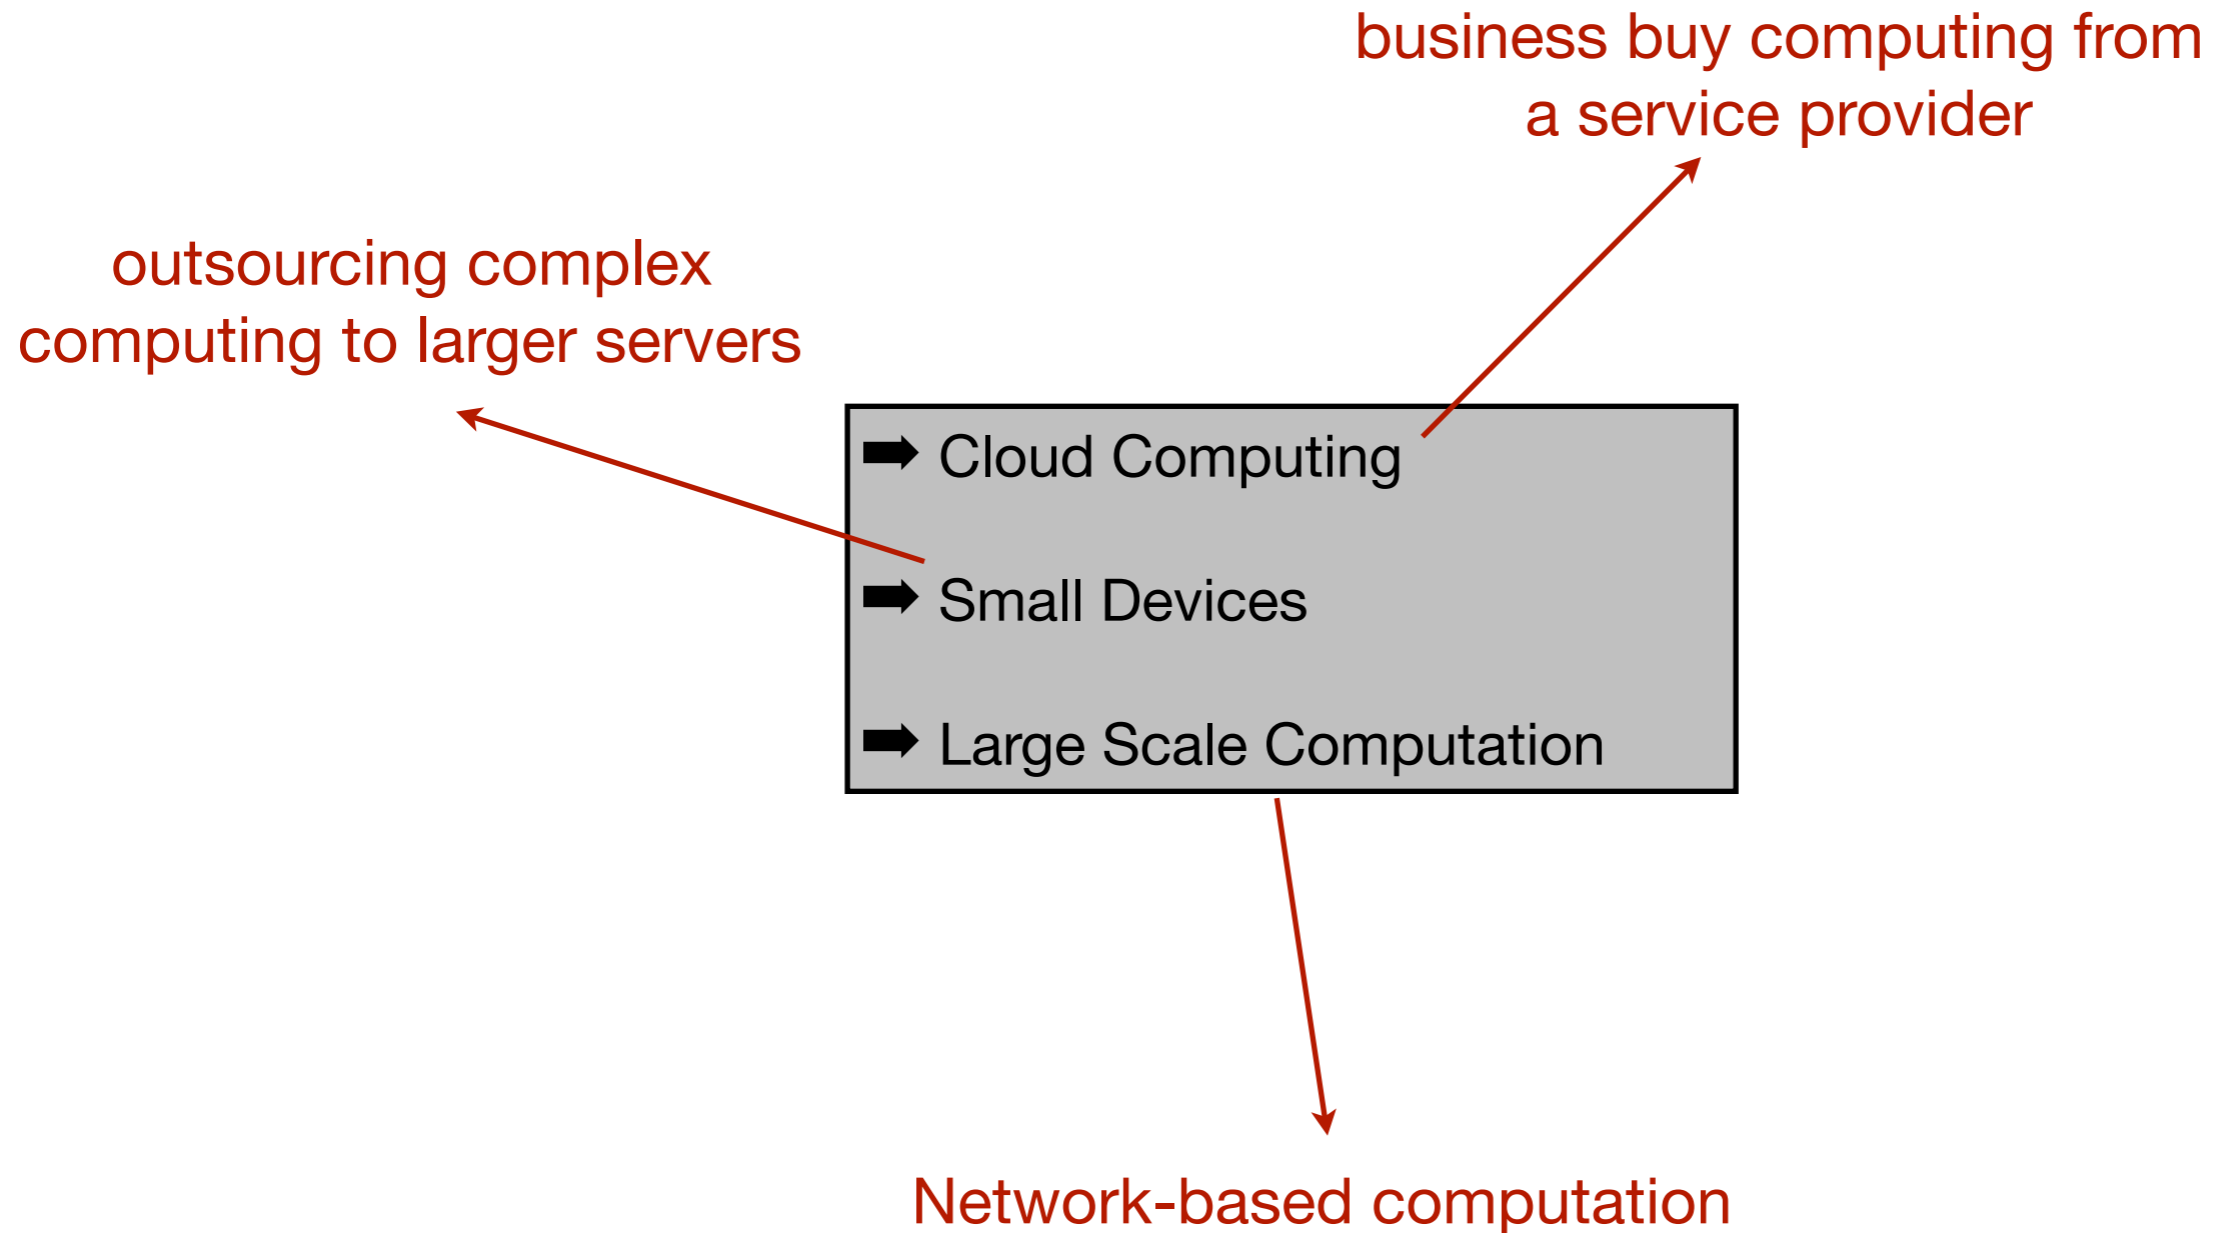 business buy computing from
a service provider
outsourcing complex
computing to larger servers
Cloud Computing
Small Devices
Large Scale Computation
Network-based computation